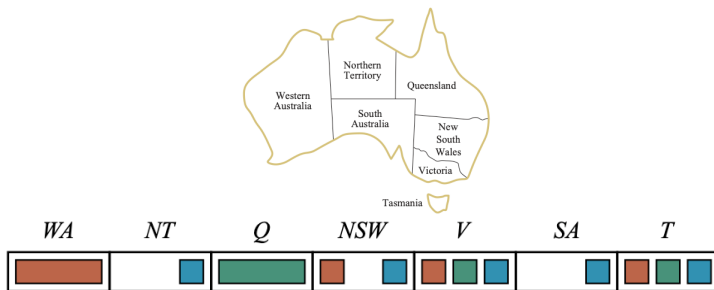 Northern
Territory
Queensland
Western
Australia
South
Australia
New
South
Wales
Victoria
Tasmania
WA NT Q NSW V SA T